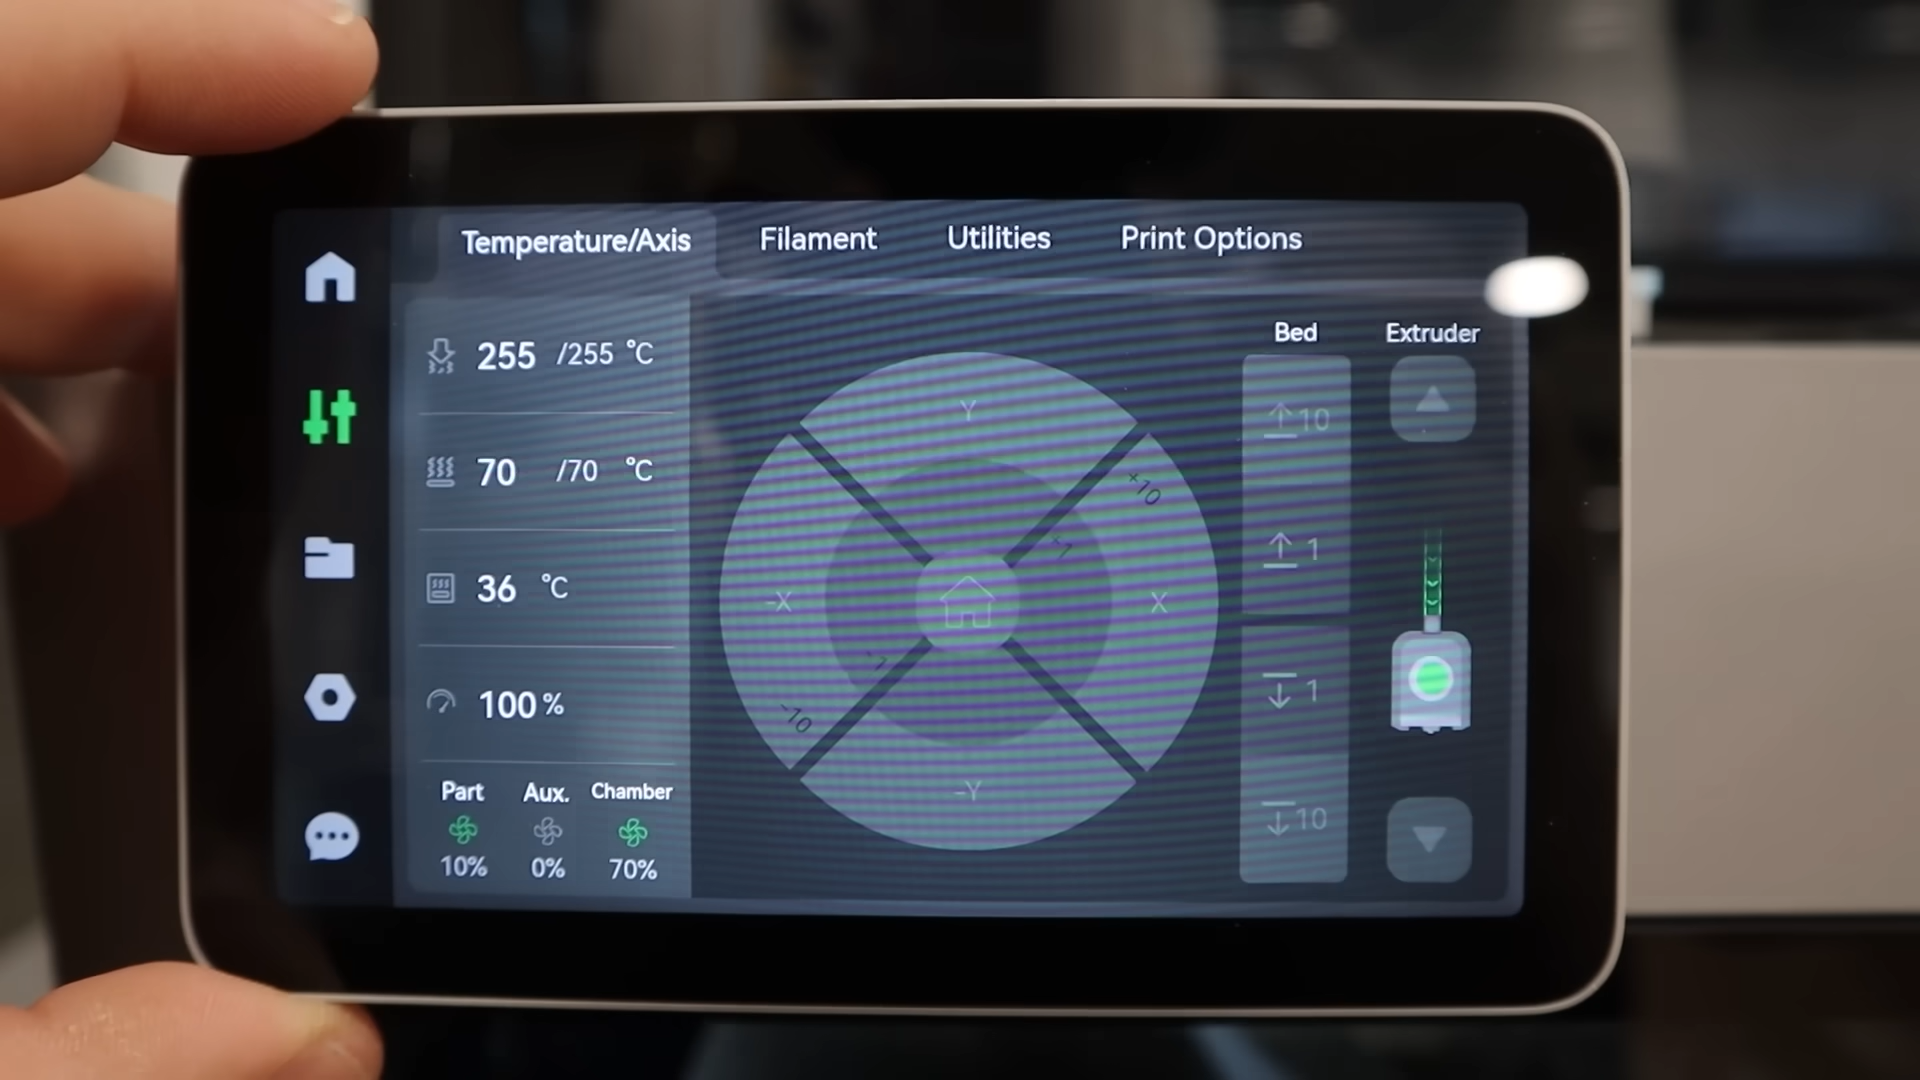 Temperature/Axis Filament Utilities Print Options
255 /255 °C
70 /70 °C
36 °C
100%
Part Aux. Chamber
10% 0% 70%
Y
+10
+1
-X X
-1
-10
-Y
Bed
10
1
1
10
Extruder